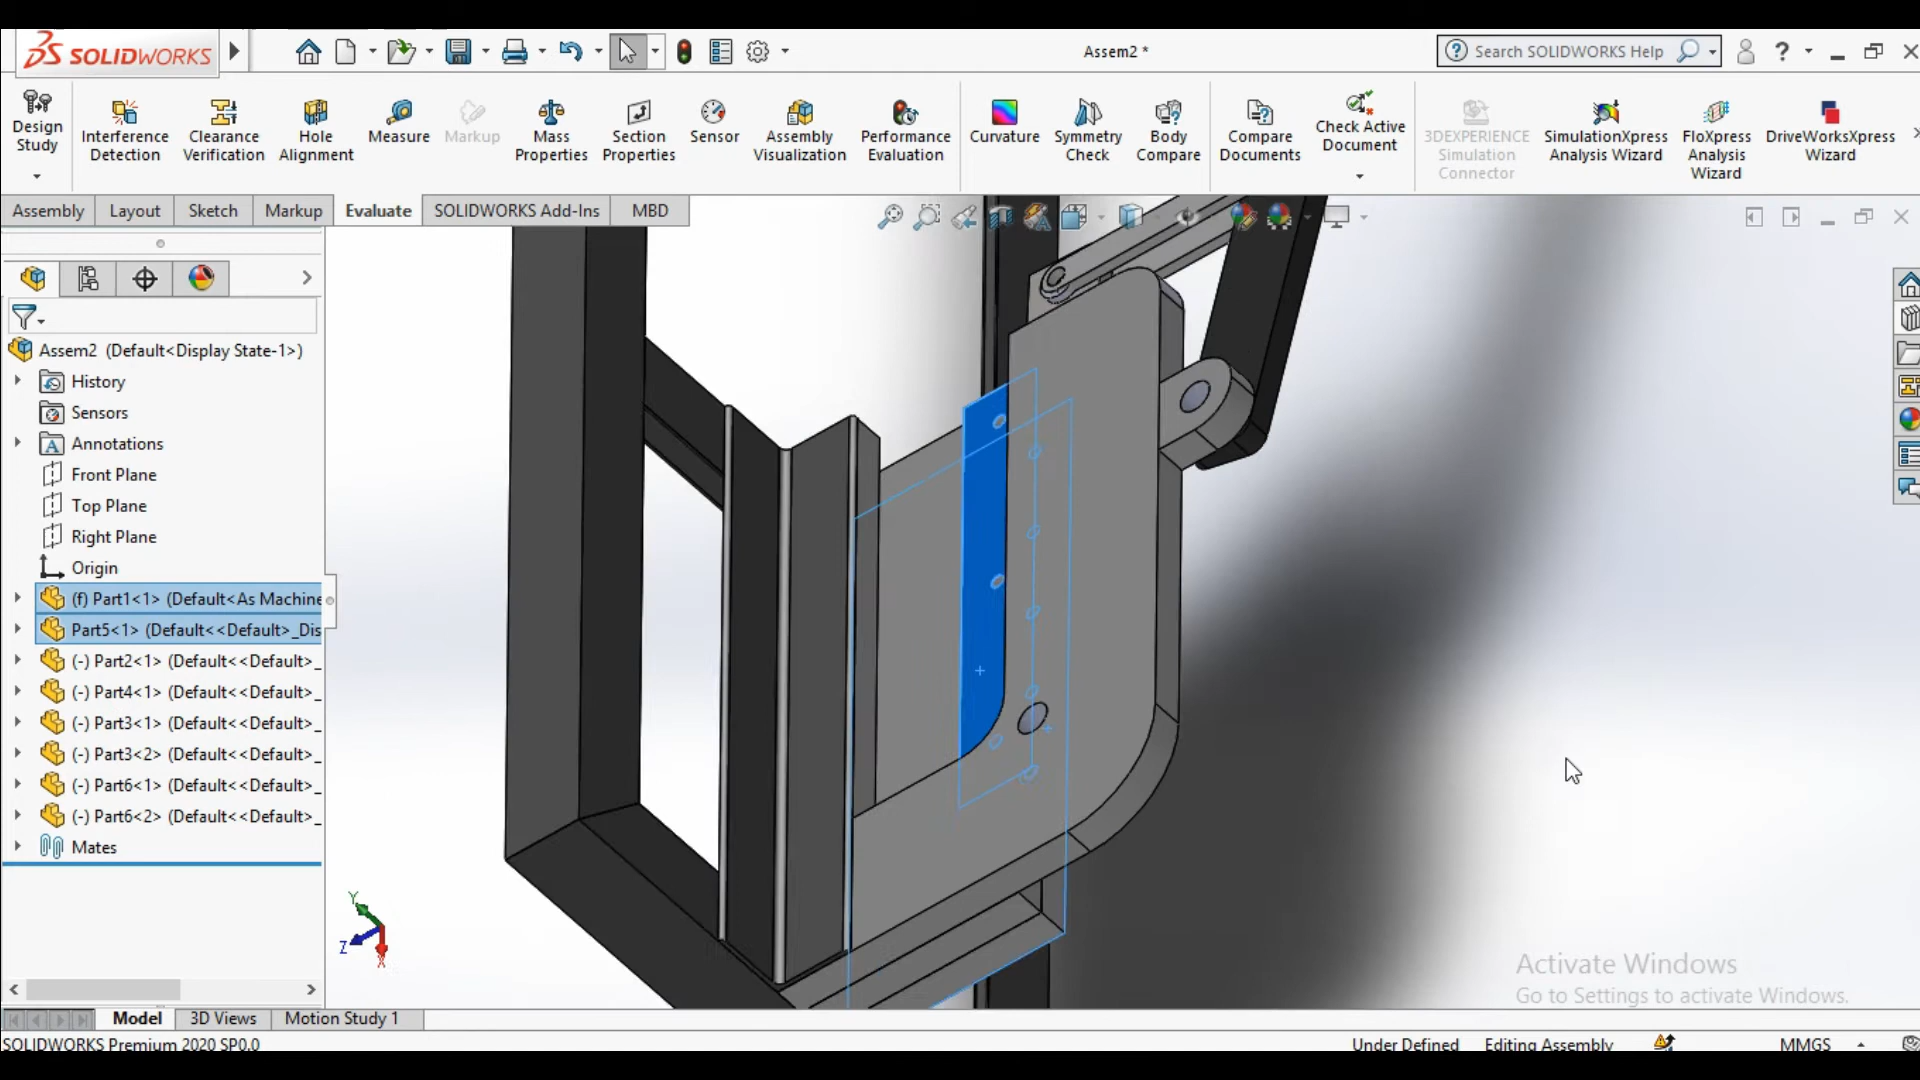 SOLIDWORKS
Assem2 *
Search SOLIDWORKS Help
Design Study
Interference Detection
Clearance Verification
Hole Alignment
Measure
Markup
Mass Properties
Section Properties
Sensor
Assembly Visualization
Performance Evaluation
Curvature
Symmetry Check
Body Compare
Compare Documents
Check Active Document
3DEXPERIENCE Simulation Connector
SimulationXpress Analysis Wizard
FloXpress Analysis Wizard
DriveWorksXpress Wizard
Assembly
Layout
Sketch
Markup
Evaluate
SOLIDWORKS Add-Ins
MBD
Assem2 (Default<Display State-1>)
History
Sensors
Annotations
Front Plane
Top Plane
Right Plane
Origin
(f) Part1<1> (Default<As Machine
Part5<1> (Default<<Default>_Dis
(-) Part2<1> (Default<<Default>_
(-) Part4<1> (Default<<Default>_
(-) Part3<1> (Default<<Default>_
(-) Part3<2> (Default<<Default>_
(-) Part6<1> (Default<<Default>_
(-) Part6<2> (Default<<Default>_
Mates
Y
Z
X
Activate Windows
Go to Settings to activate Windows.
Model
3D Views
Motion Study 1
SOLIDWORKS Premium 2020 SP0.0
Under Defined
Editing Assembly
MMGS